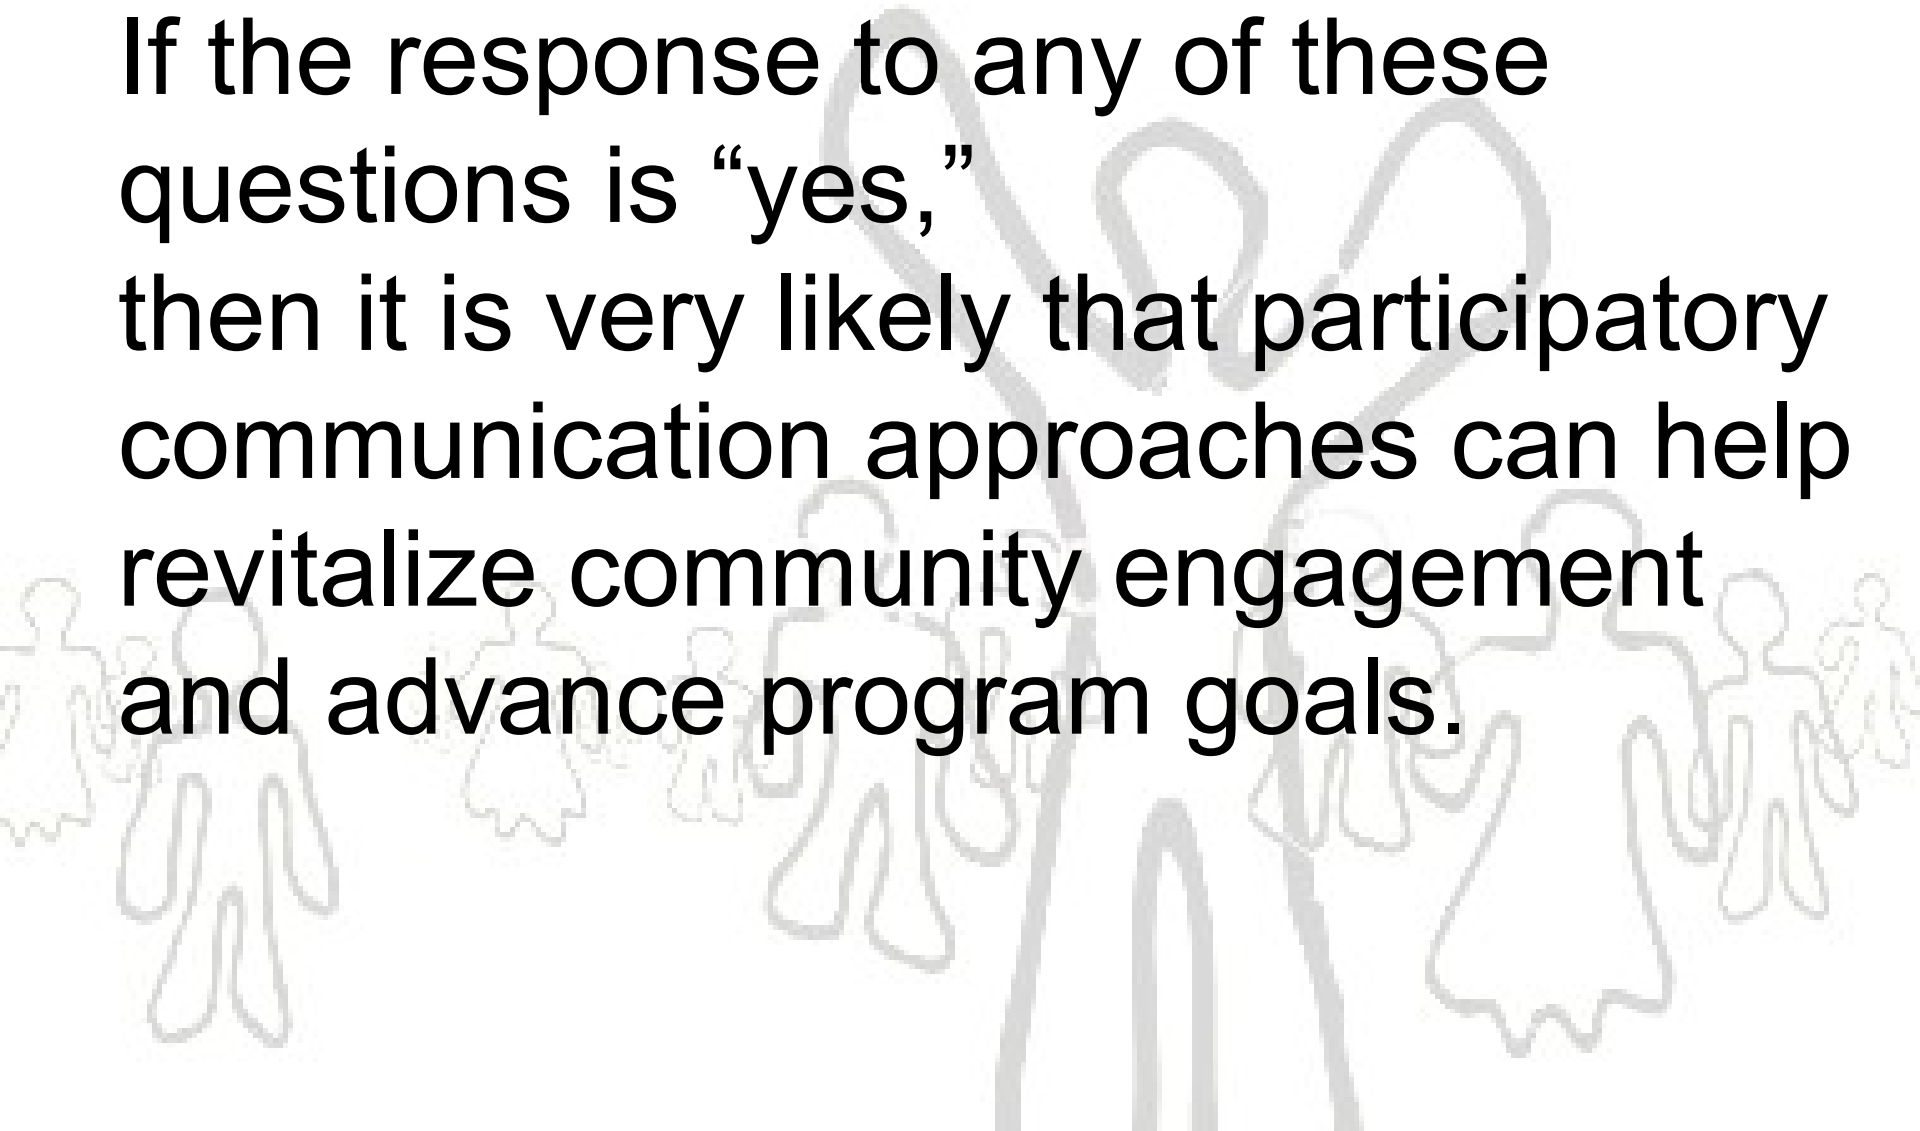 If the response to any of these
questions is “yes,”
then it is very likely that participatory
communication approaches can help
revitalize community engagement
and advance program goals.